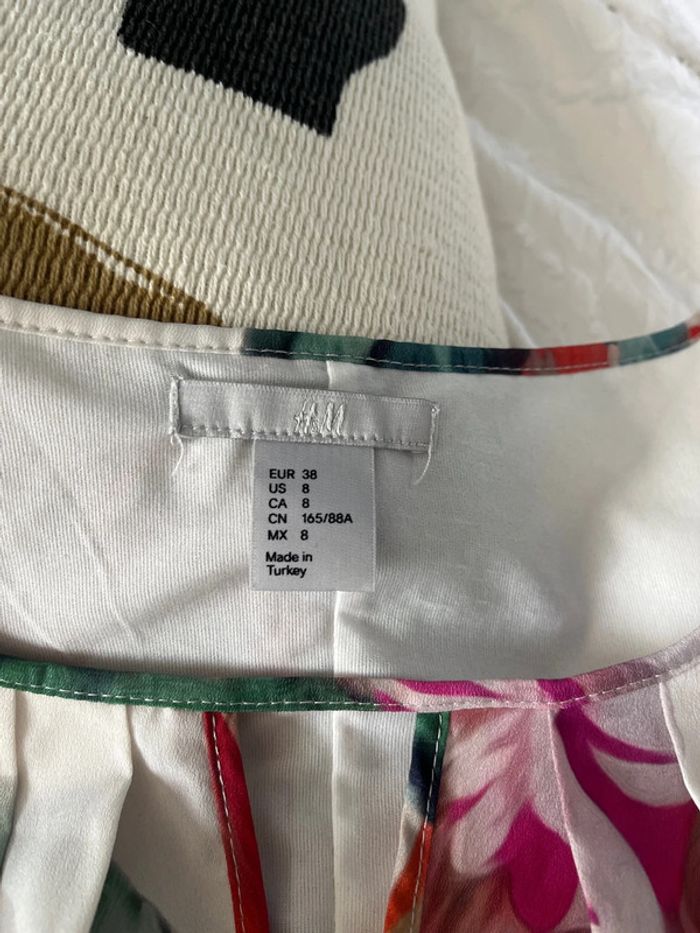 H&M
EUR 38
US 8
CA 8
CN 165/88A
MX 8
Made in
Turkey